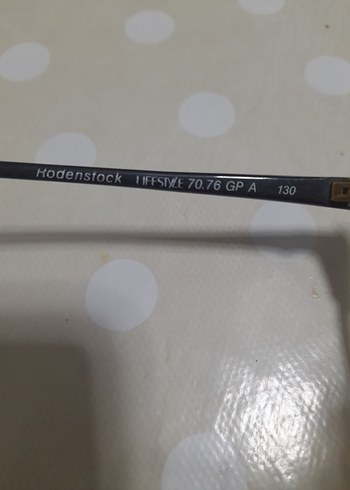 Rodenstock LIFESTYLE 70.76 GP A 130